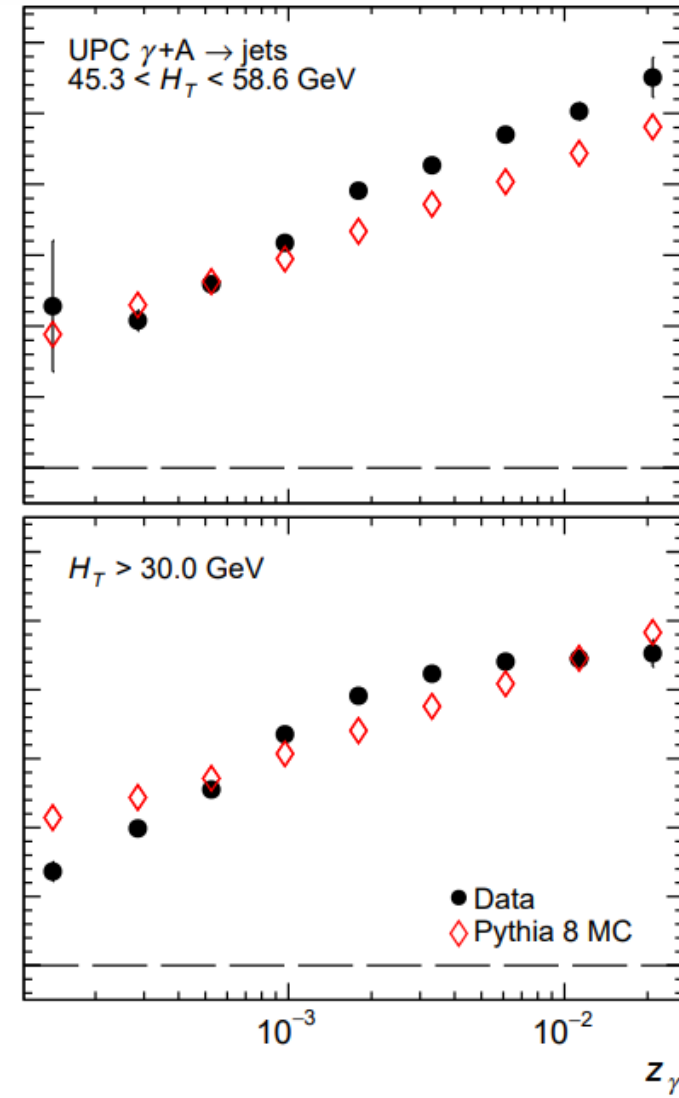 UPC γ+A → jets
45.3 < H_T < 58.6 GeV
H_T > 30.0 GeV
Data
Pythia 8 MC
10⁻³ 10⁻²
z_γ